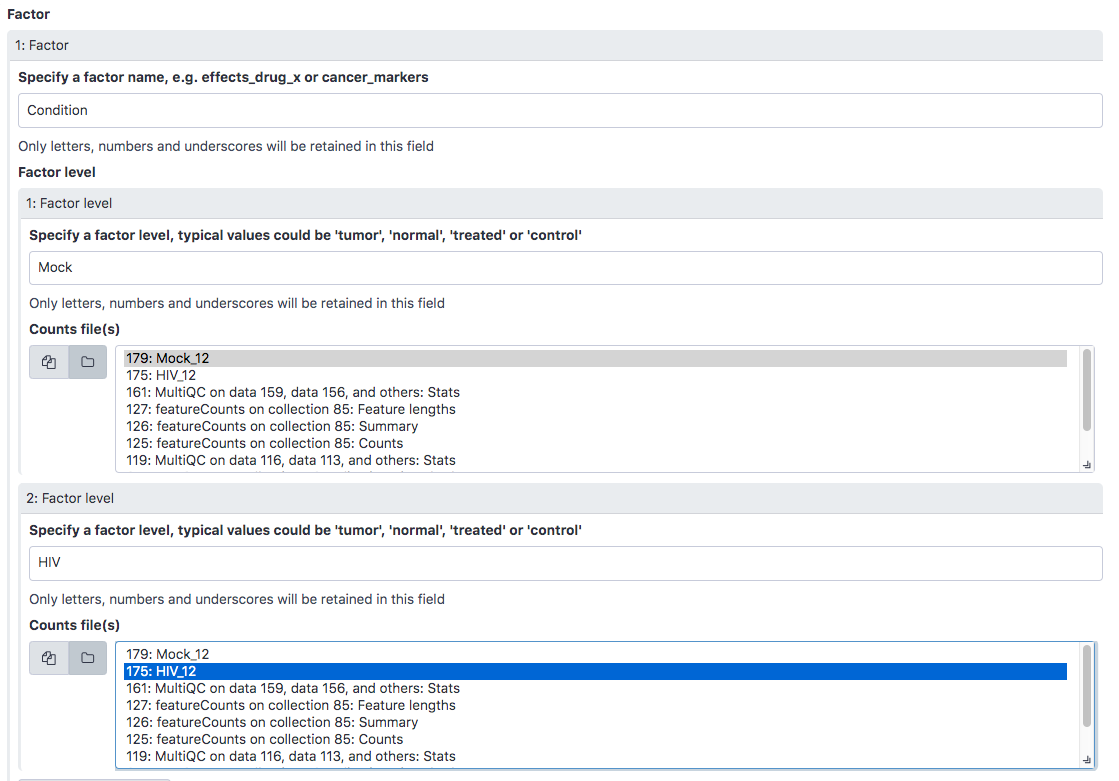 Factor
1: Factor
Specify a factor name, e.g. effects_drug_x or cancer_markers
Condition
Only letters, numbers and underscores will be retained in this field
Factor level
1: Factor level
Specify a factor level, typical values could be 'tumor', 'normal', 'treated' or 'control'
Mock
Only letters, numbers and underscores will be retained in this field
Counts file(s)
179: Mock_12
175: HIV_12
161: MultiQC on data 159, data 156, and others: Stats
127: featureCounts on collection 85: Feature lengths
126: featureCounts on collection 85: Summary
125: featureCounts on collection 85: Counts
119: MultiQC on data 116, data 113, and others: Stats
2: Factor level
Specify a factor level, typical values could be 'tumor', 'normal', 'treated' or 'control'
HIV
Only letters, numbers and underscores will be retained in this field
Counts file(s)
179: Mock_12
175: HIV_12
161: MultiQC on data 159, data 156, and others: Stats
127: featureCounts on collection 85: Feature lengths
126: featureCounts on collection 85: Summary
125: featureCounts on collection 85: Counts
119: MultiQC on data 116, data 113, and others: Stats